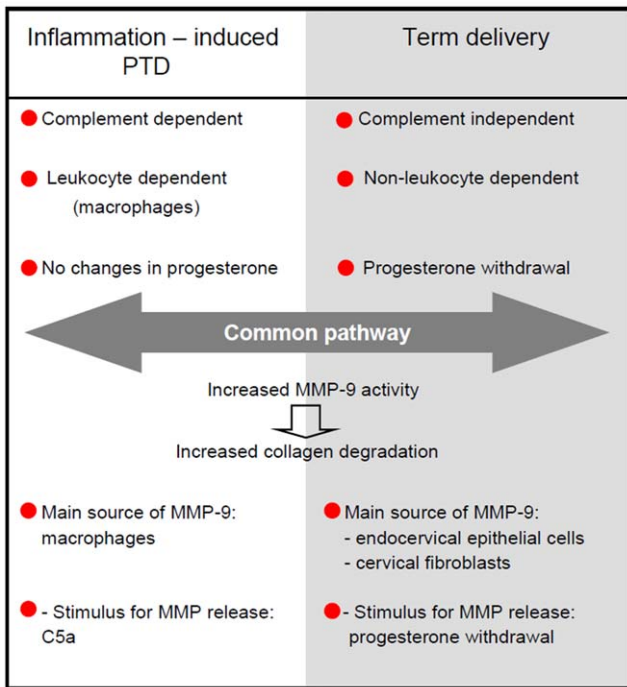 Inflammation – induced
PTD
Term delivery
Complement dependent
Complement independent
Leukocyte dependent
(macrophages)
Non-leukocyte dependent
No changes in progesterone
Progesterone withdrawal
Common pathway
Increased MMP-9 activity
Increased collagen degradation
Main source of MMP-9:
macrophages
Main source of MMP-9:
- endocervical epithelial cells
- cervical fibroblasts
- Stimulus for MMP release:
C5a
- Stimulus for MMP release:
progesterone withdrawal